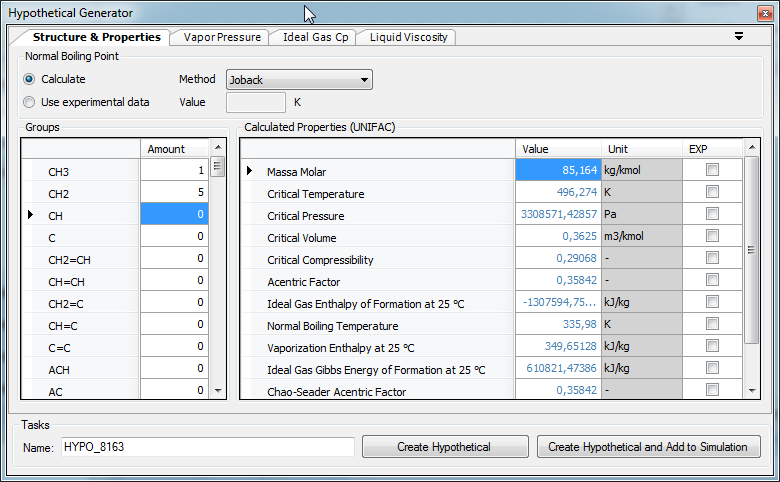 Hypothetical Generator
Structure & Properties Vapor Pressure Ideal Gas Cp Liquid Viscosity
Normal Boiling Point
Calculate Method Joback
Use experimental data Value K
Groups Calculated Properties (UNIFAC)
Amount Value Unit EXP
CH3 1 Massa Molar 85,164 kg/kmol
CH2 5 Critical Temperature 496,274 K
CH 0 Critical Pressure 3308571,42857 Pa
C 0 Critical Volume 0,3625 m3/kmol
CH2=CH 0 Critical Compressibility 0,29068 -
CH=CH 0 Acentric Factor 0,35842 -
CH2=C 0 Ideal Gas Enthalpy of Formation at 25 ºC -1307594,75... kJ/kg
CH=C 0 Normal Boiling Temperature 335,98 K
C=C 0 Vaporization Enthalpy at 25 ºC 349,65128 kJ/kg
ACH 0 Ideal Gas Gibbs Energy of Formation at 25 ºC 610821,47386 kJ/kg
AC 0 Chao-Seader Acentric Factor 0,35842 -
Tasks
Name: HYPO_8163 Create Hypothetical Create Hypothetical and Add to Simulation